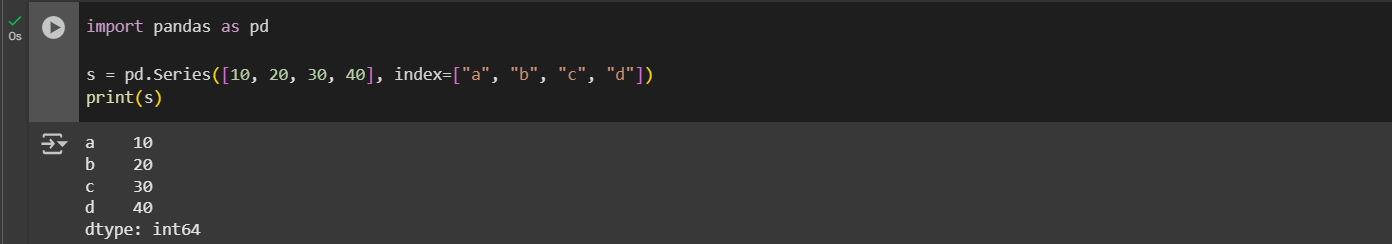 0s
import pandas as pd
s = pd.Series([10, 20, 30, 40], index=["a", "b", "c", "d"])
print(s)
a    10
b    20
c    30
d    40
dtype: int64